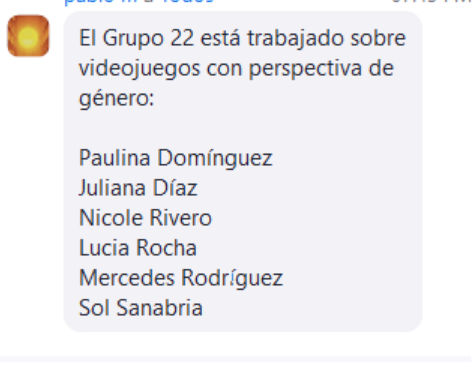 El Grupo 22 está trabajado sobre
videojuegos con perspectiva de
género:
Paulina Domínguez
Juliana Díaz
Nicole Rivero
Lucia Rocha
Mercedes Rodríguez
Sol Sanabria